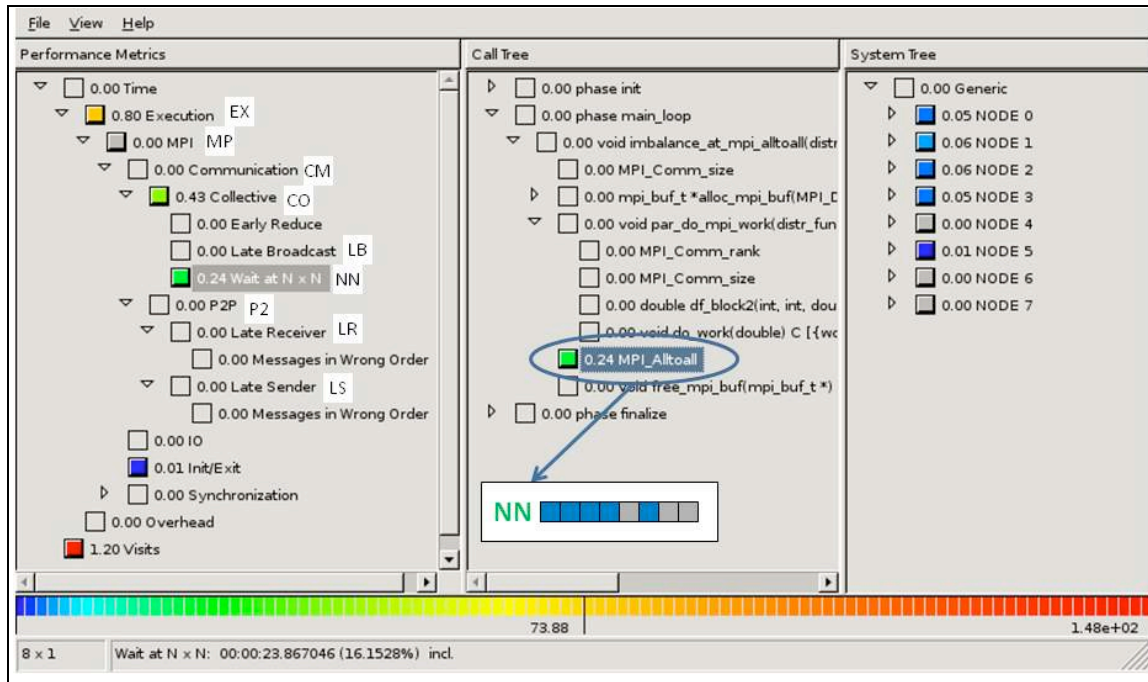 File View Help
Performance Metrics
0.00 Time
0.80 Execution EX
0.00 MPI MP
0.00 Communication CM
0.43 Collective CO
0.00 Early Reduce
0.00 Late Broadcast LB
0.24 Wait at N x N NN
0.00 P2P P2
0.00 Late Receiver LR
0.00 Messages in Wrong Order
0.00 Late Sender LS
0.00 Messages in Wrong Order
0.00 IO
0.01 Init/Exit
0.00 Synchronization
0.00 Overhead
1.20 Visits
Call Tree
0.00 phase init
0.00 phase main_loop
0.00 void imbalance_at_mpi_alltoall(distr
0.00 MPI_Comm_size
0.00 mpi_buf_t *alloc_mpi_buf(MPI_D
0.00 void par_do_mpi_work(distr_fun
0.00 MPI_Comm_rank
0.00 MPI_Comm_size
0.00 double df_block2(int, int, dou
0.00 void do_work(double) C [{wo
0.24 MPI_Alltoall
0.00 void free_mpi_buf(mpi_buf_t *)
0.00 phase finalize
NN
System Tree
0.00 Generic
0.05 NODE 0
0.06 NODE 1
0.06 NODE 2
0.05 NODE 3
0.00 NODE 4
0.01 NODE 5
0.00 NODE 6
0.00 NODE 7
73.88 1.48e+02
8 x 1 Wait at N x N: 00:00:23.867046 (16.1528%) incl.